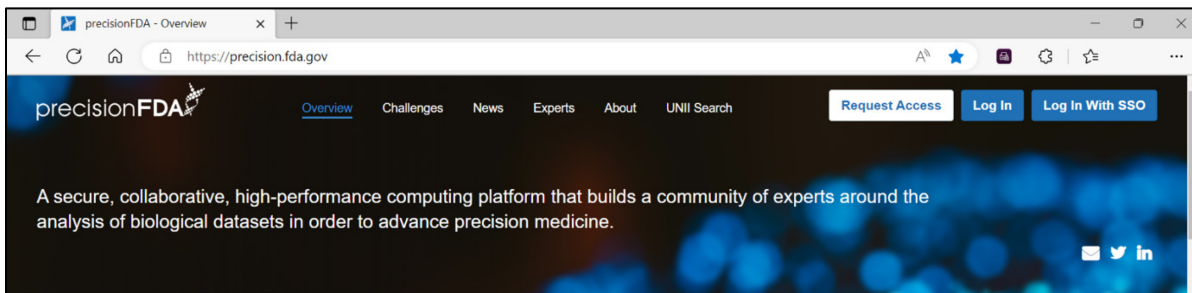 precisionFDA - Overview
https://precision.fda.gov
precisionFDA Overview Challenges News Experts About UNII Search Request Access Log In Log In With SSO
A secure, collaborative, high-performance computing platform that builds a community of experts around the
analysis of biological datasets in order to advance precision medicine.